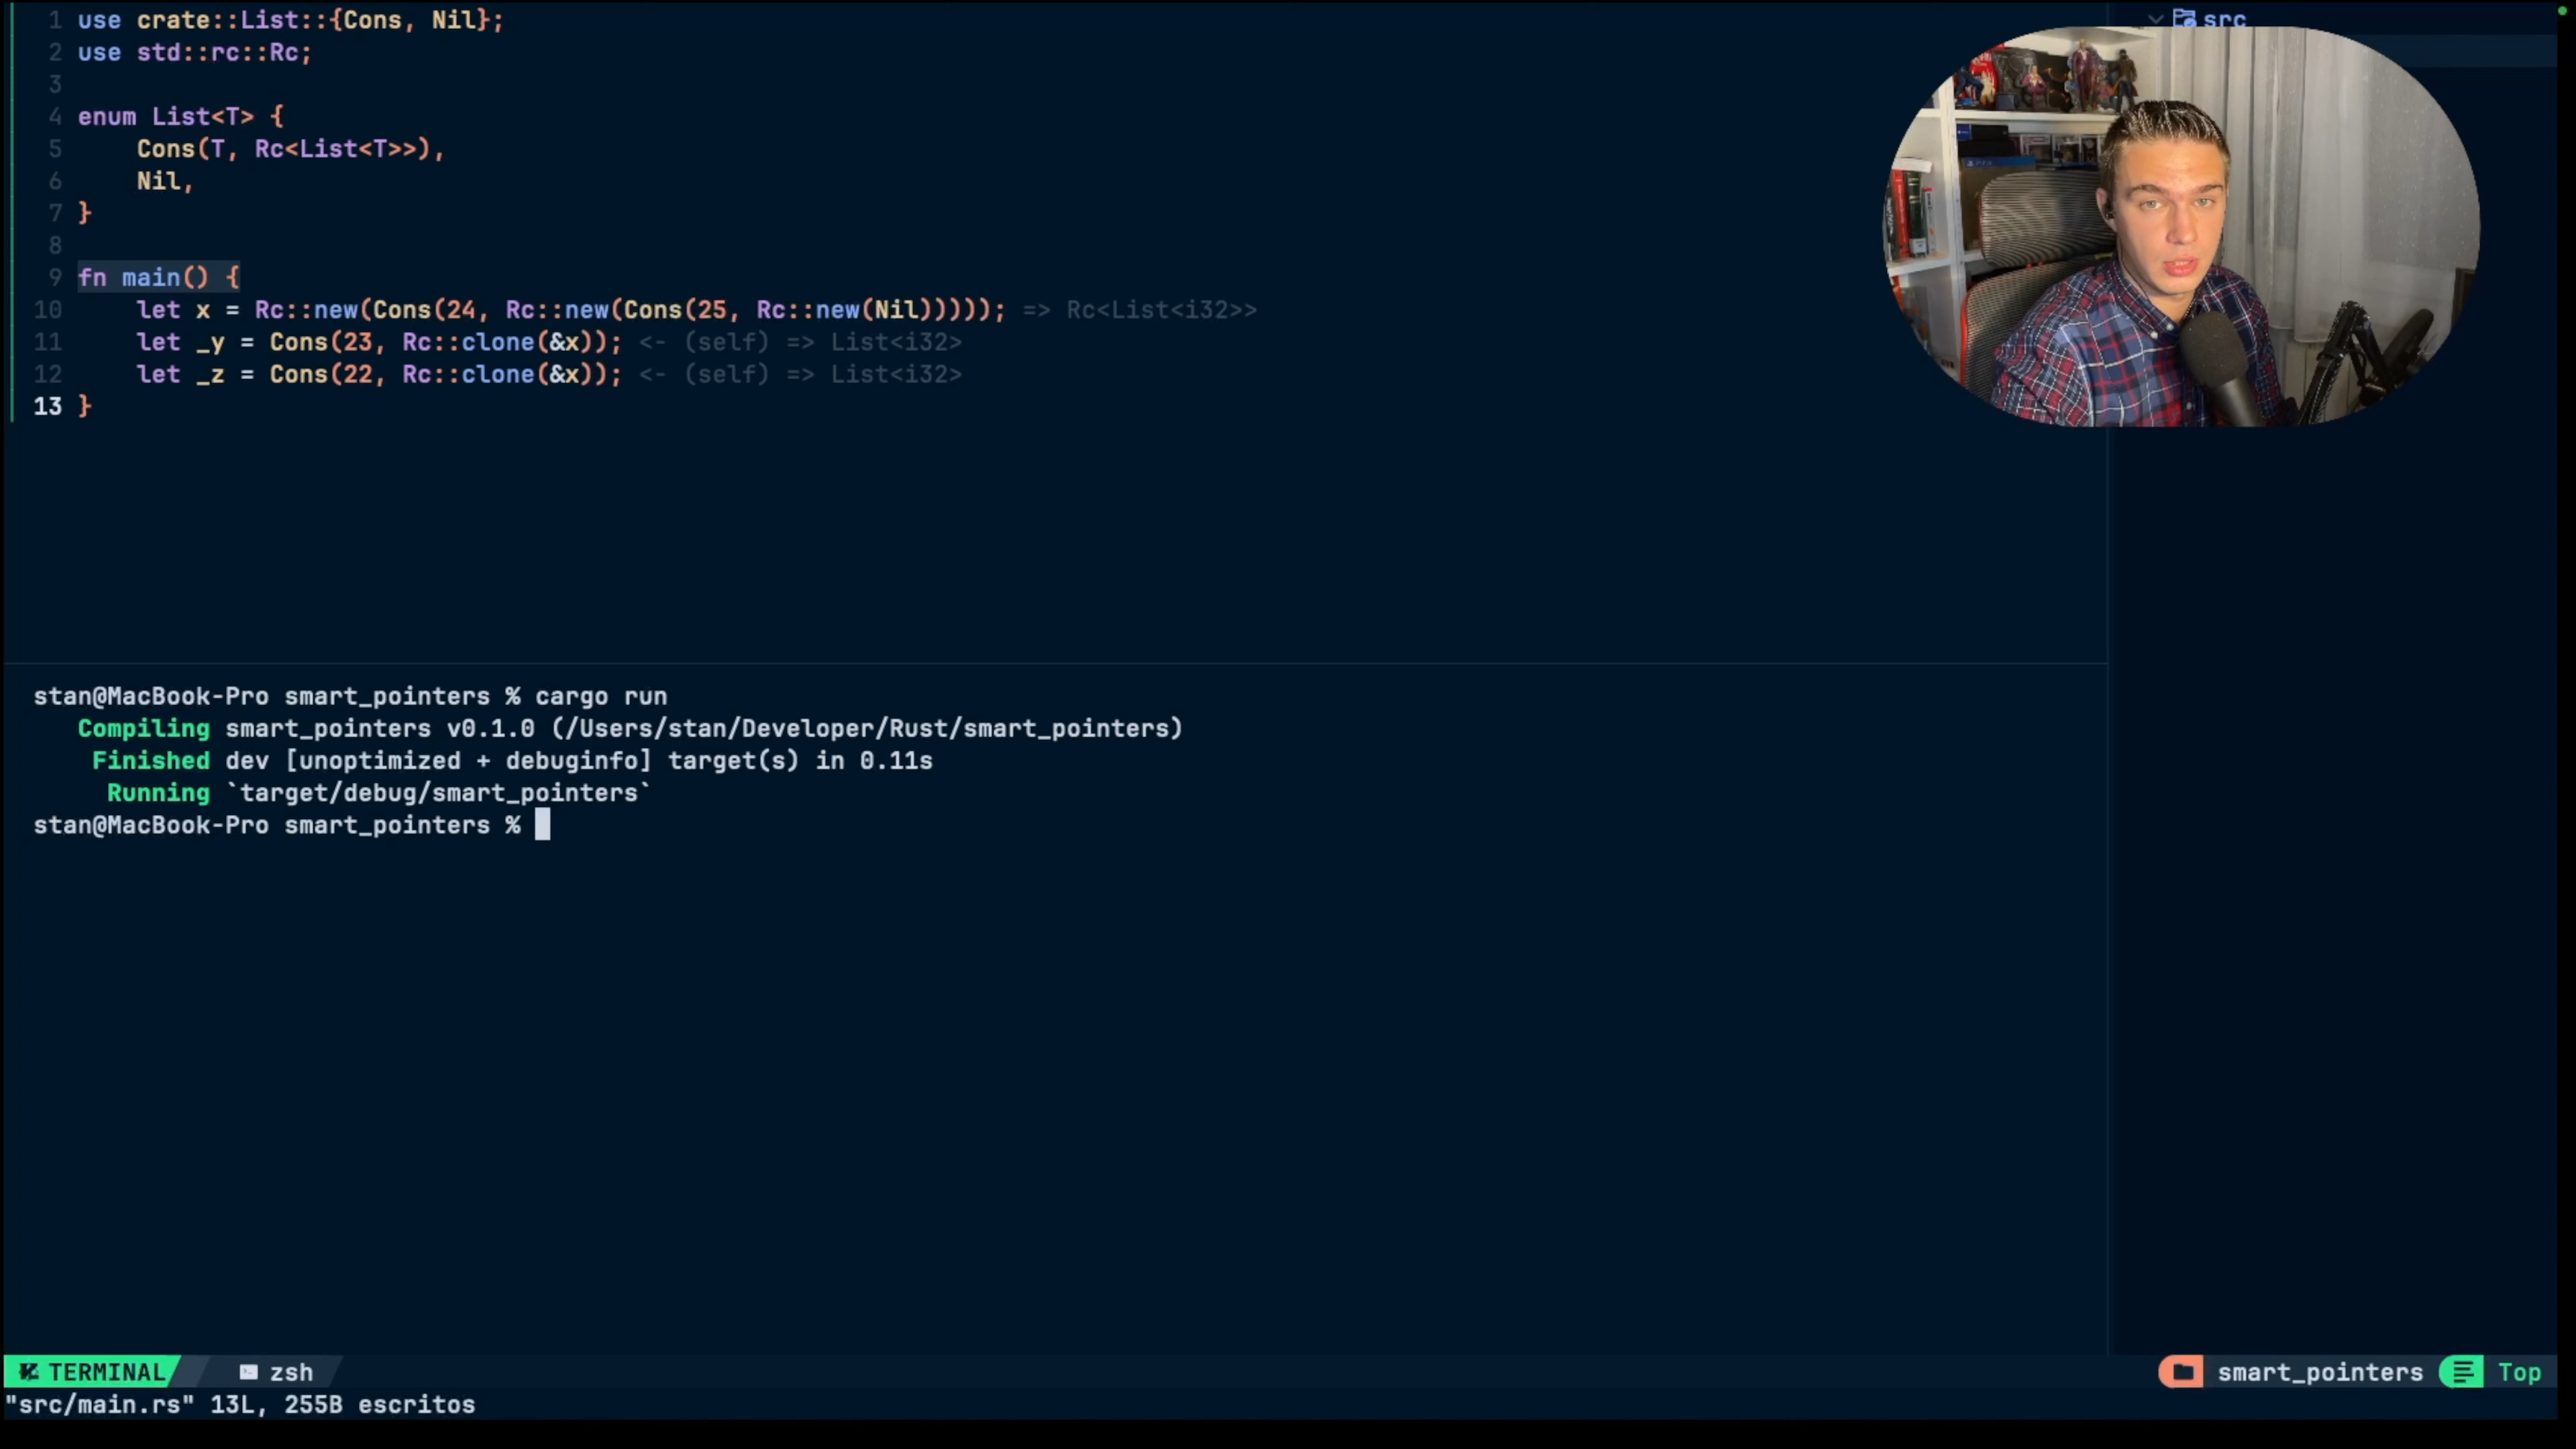 1 use crate::List::{Cons, Nil};
2 use std::rc::Rc;
3
4 enum List<T> {
5     Cons(T, Rc<List<T>>),
6     Nil,
7 }
8
9 fn main() {
10     let x = Rc::new(Cons(24, Rc::new(Cons(25, Rc::new(Nil))))); => Rc<List<i32>>
11     let _y = Cons(23, Rc::clone(&x)); <- (self) => List<i32>
12     let _z = Cons(22, Rc::clone(&x)); <- (self) => List<i32>
13 }
src
stan@MacBook-Pro smart_pointers % cargo run
   Compiling smart_pointers v0.1.0 (/Users/stan/Developer/Rust/smart_pointers)
    Finished dev [unoptimized + debuginfo] target(s) in 0.11s
     Running `target/debug/smart_pointers`
stan@MacBook-Pro smart_pointers %
TERMINAL zsh smart_pointers Top
"src/main.rs" 13L, 255B escritos